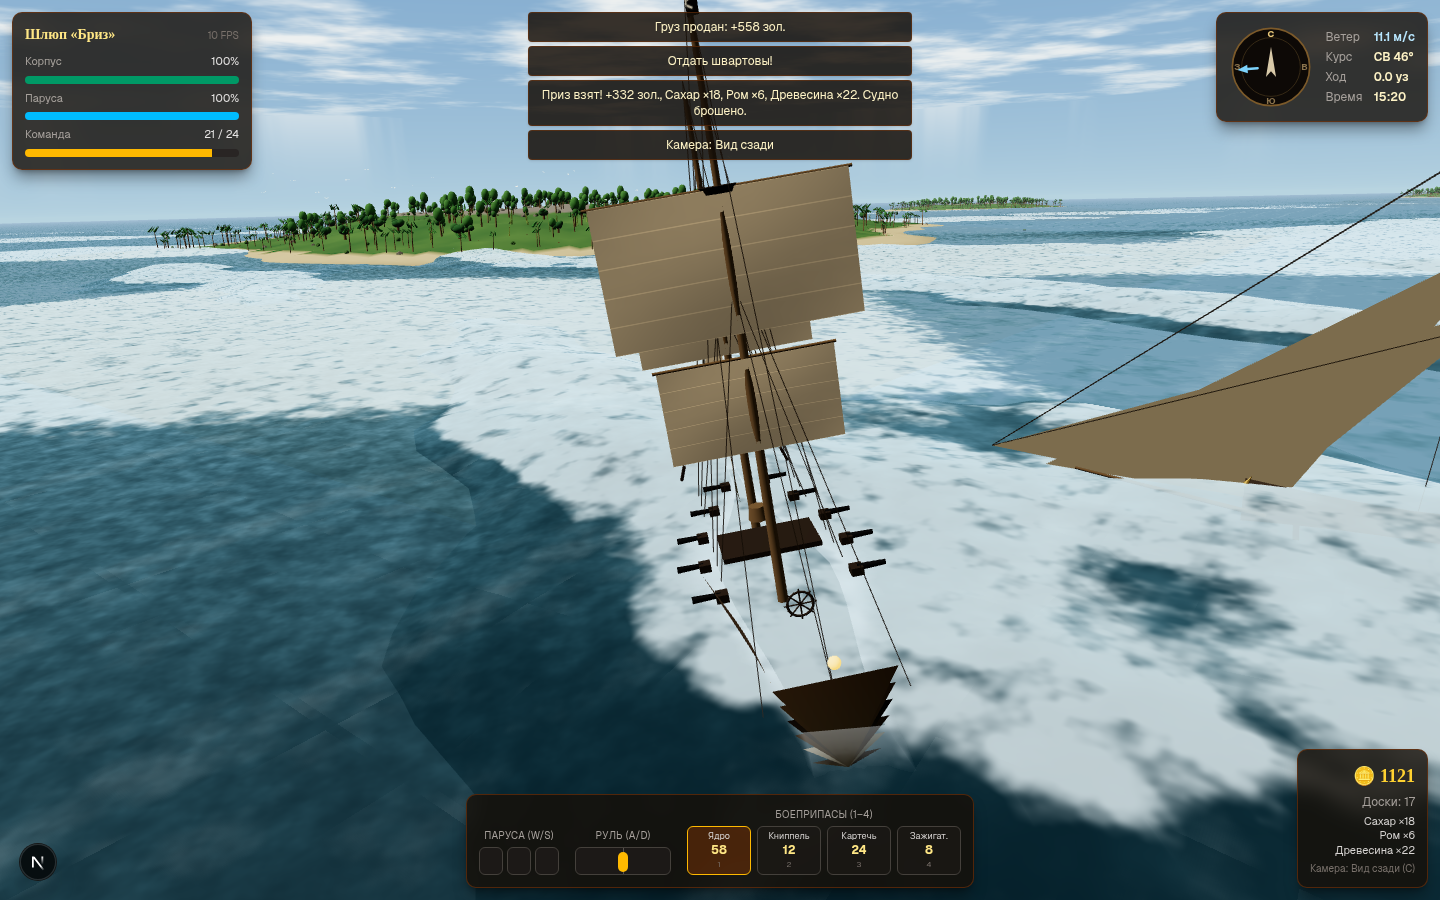 Шлюп «Бриз»
10 FPS
Корпус 100%
Паруса 100%
Команда 21 / 24
Груз продан: +558 зол.
Отдать швартовы!
Приз взят! +332 зол., Сахар ×18, Ром ×6, Древесина ×22. Судно
брошено.
Камера: Вид сзади
С
З
В
Ю
Ветер 11.1 м/с
Курс СВ 46°
Ход 0.0 уз
Время 15:20
ПАРУСА (W/S)
РУЛЬ (A/D)
БОЕПРИПАСЫ (1–4)
Ядро
58
1
Книппель
12
2
Картечь
24
3
Зажигат.
8
4
1121
Доски: 17
Сахар ×18
Ром ×6
Древесина ×22
Камера: Вид сзади (C)
N